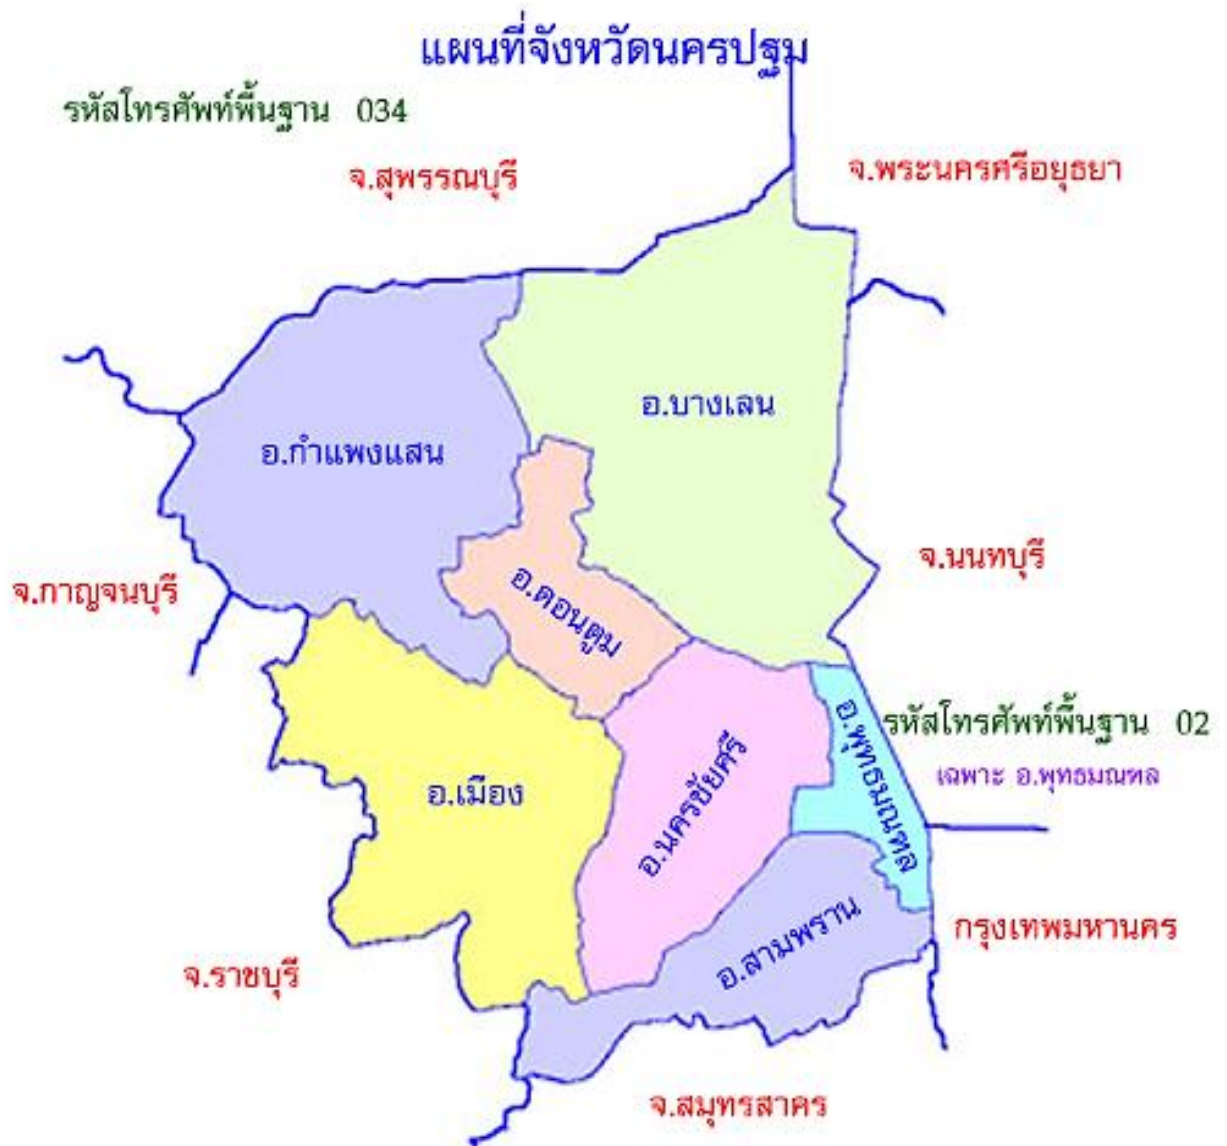 แผนที่จังหวัดนครปฐม
รหัสโทรศัพท์พื้นฐาน 034
จ.สุพรรณบุรี
จ.พระนครศรีอยุธยา
อ.บางเลน
อ.กำแพงแสน
จ.นนทบุรี
จ.กาญจนบุรี
อ.ดอนตูม
รหัสโทรศัพท์พื้นฐาน 02
เฉพาะ อ.พุทธมณฑล
อ.พุทธมณฑล
อ.เมือง
อ.นครชัยศรี
อ.สามพราน
กรุงเทพมหานคร
จ.ราชบุรี
จ.สมุทรสาคร